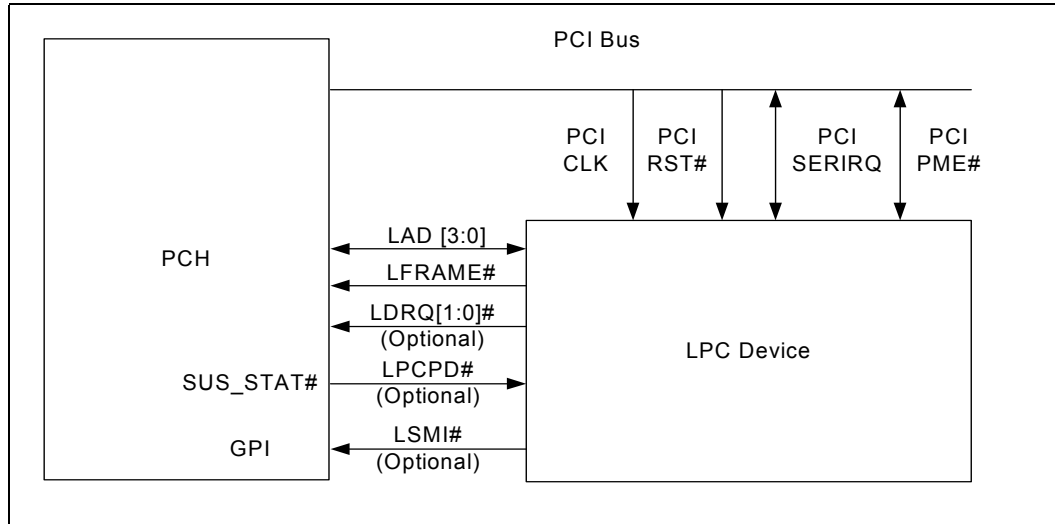 PCI Bus
PCI CLK
PCI RST#
PCI SERIRQ
PCI PME#
PCH
LAD [3:0]
LFRAME#
LDRQ[1:0]#
(Optional)
LPC Device
SUS_STAT#
LPCPD#
(Optional)
GPI
LSMI#
(Optional)